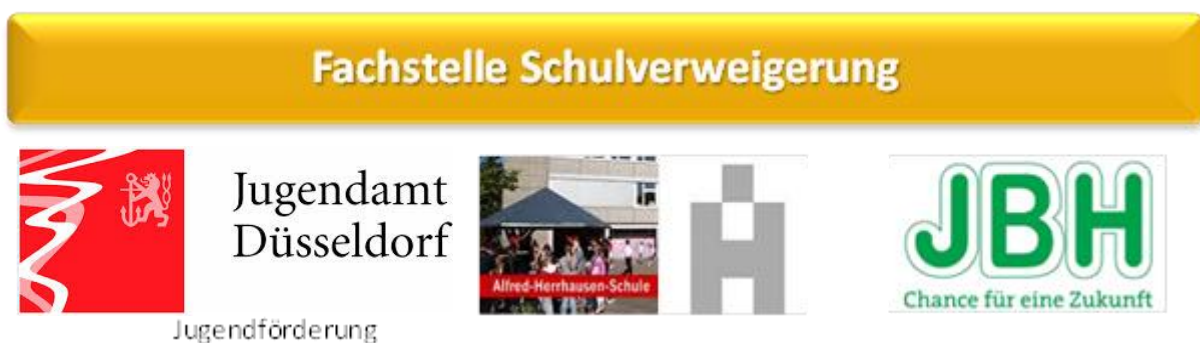 Fachstelle Schulverweigerung
Jugendamt
Düsseldorf
Jugendförderung
Alfred-Herrhausen-Schule
JBH
Chance für eine Zukunft